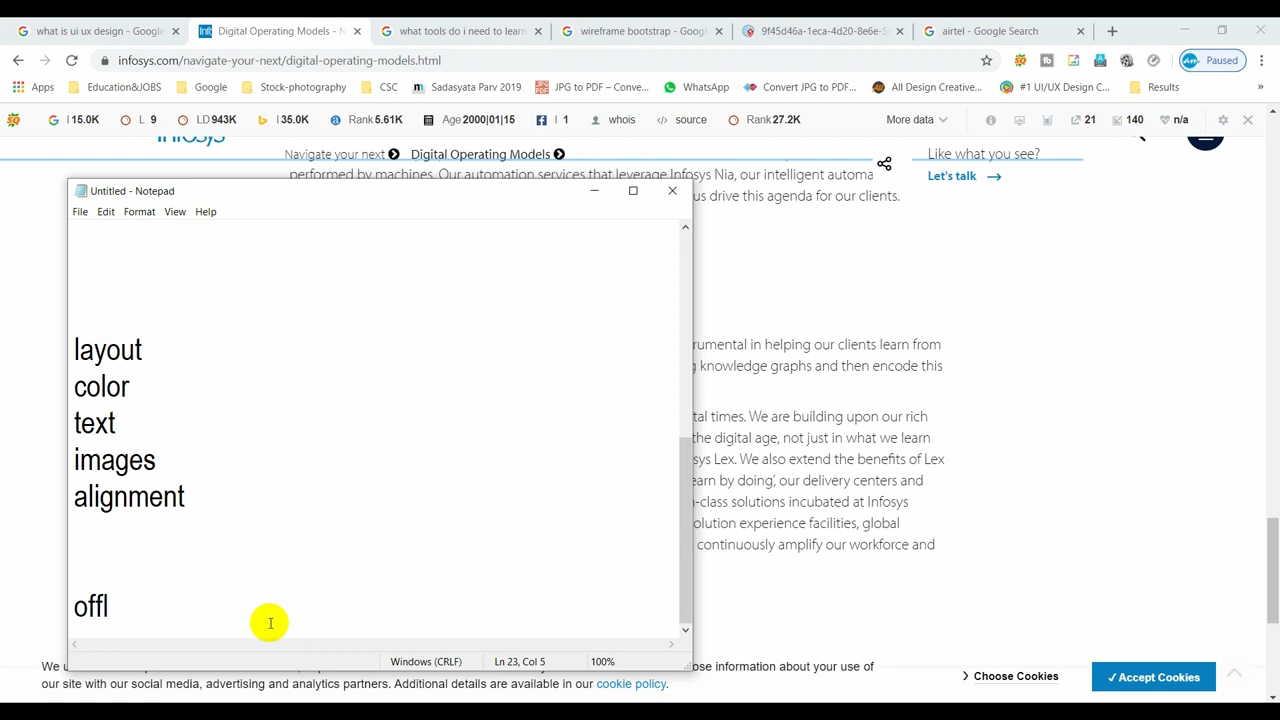 what is ui ux design - Google
Digital Operating Models - N
what tools do i need to learn
wireframe bootstrap - Goog
9f45d46a-1eca-4d20-8e6e-5
airtel - Google Search
infosys.com/navigate-your-next/digital-operating-models.html
Paused
Apps
Education&JOBS
Google
Stock-photography
CSC
Sadasyata Parv 2019
JPG to PDF – Conve...
WhatsApp
Convert JPG to PDF...
All Design Creative...
#1 UI/UX Design C...
Results
»
I 15.0K
L 9
LD 943K
I 35.0K
Rank 5.61K
Age 2000|01|15
I 1
whois
source
Rank 27.2K
More data
21
140
n/a
Navigate your next
Digital Operating Models
Like what you see?
Let's talk
performed by machines. Our automation services that leverage Infosys Nia, our intelligent automa
us drive this agenda for our clients.
Untitled - Notepad
File Edit Format View Help
layout
color
text
images
alignment
offl
Windows (CRLF)
Ln 23, Col 5
100%
rumental in helping our clients learn from
g knowledge graphs and then encode this
tal times. We are building upon our rich
the digital age, not just in what we learn
sys Lex. We also extend the benefits of Lex
earn by doing', our delivery centers and
-class solutions incubated at Infosys
olution experience facilities, global
continuously amplify our workforce and
We u
ose information about your use of
our site with our social media, advertising and analytics partners. Additional details are available in our cookie policy.
Choose Cookies
✓Accept Cookies